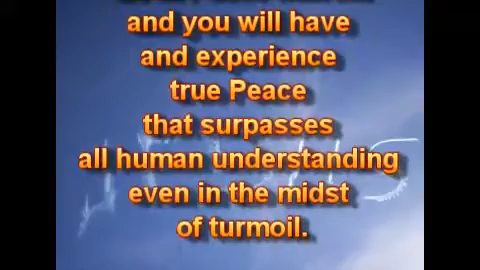 and you will have
and experience
true Peace
that surpasses
all human understanding
even in the midst
of turmoil.